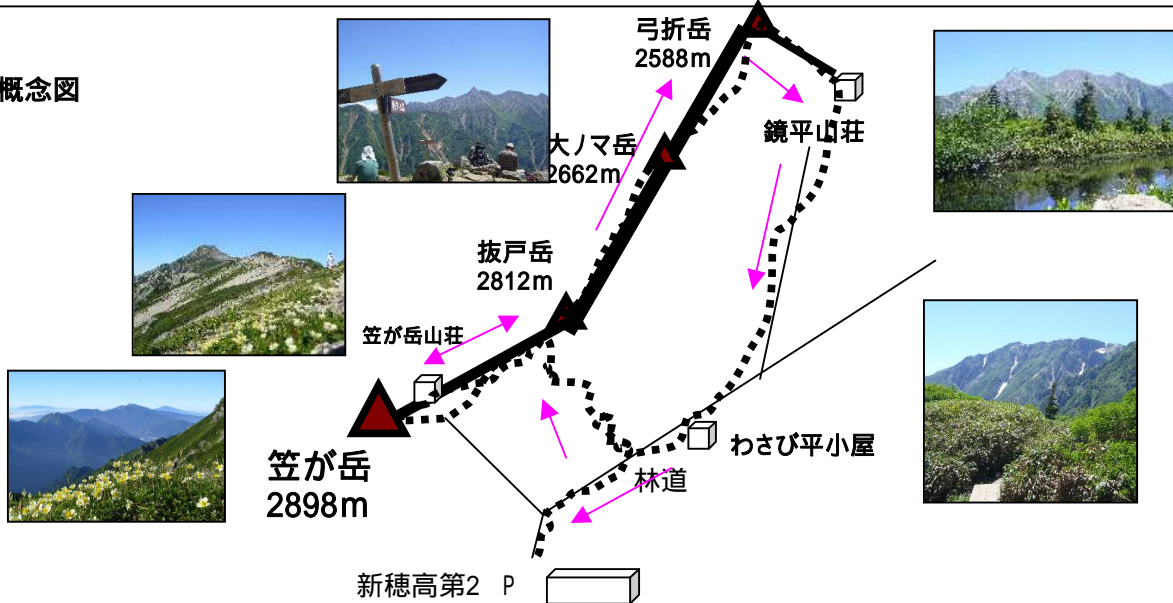 概念図
弓折岳
2588m
鏡平山荘
大ノマ岳
2662m
抜戸岳
2812m
笠が岳山荘
笠が岳
2898m
わさび平小屋
林道
新穂高第2 P